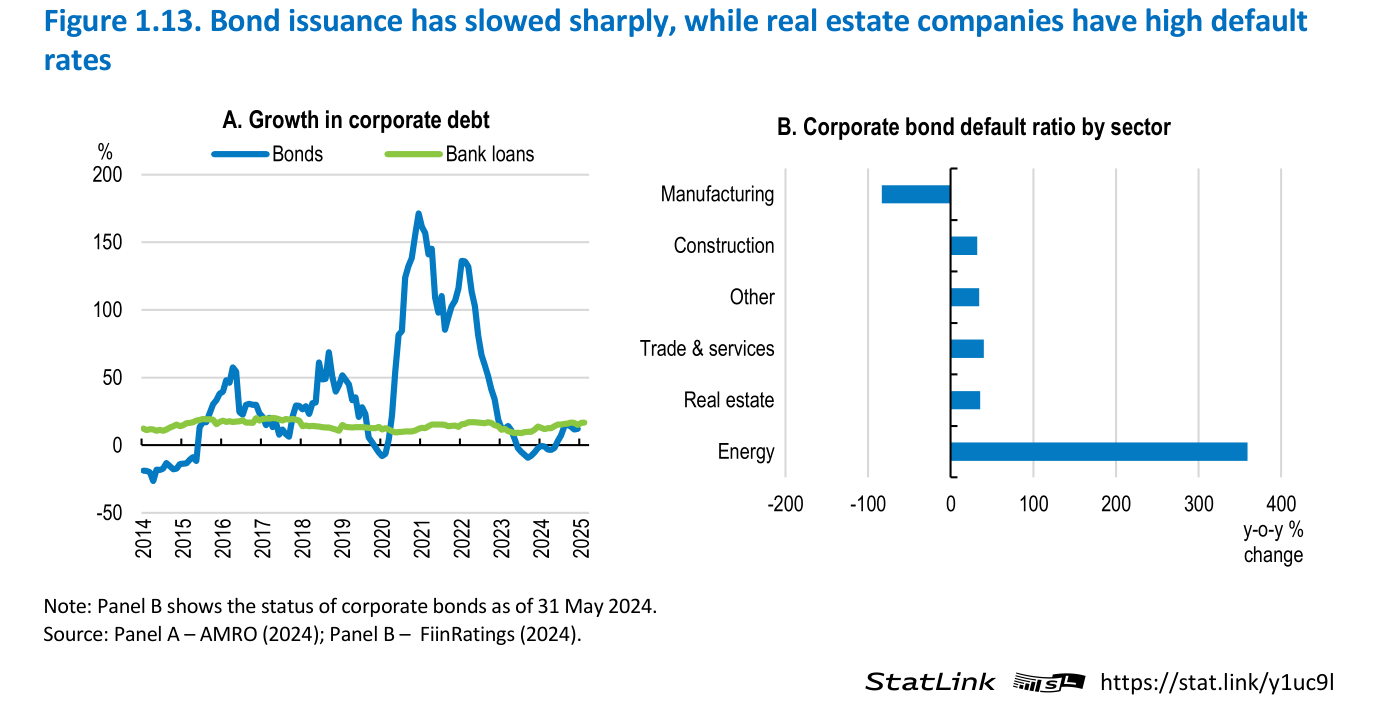 Figure 1.13. Bond issuance has slowed sharply, while real estate companies have high default
rates
A. Growth in corporate debt
%
Bonds
Bank loans
200
150
100
50
0
-50
2014
2015
2016
2017
2018
2019
2020
2021
2022
2023
2024
2025
B. Corporate bond default ratio by sector
Manufacturing
Construction
Other
Trade & services
Real estate
Energy
-200
-100
0
100
200
300
400
y-o-y %
change
Note: Panel B shows the status of corporate bonds as of 31 May 2024.
Source: Panel A – AMRO (2024); Panel B – FiinRatings (2024).
StatLink SL https://stat.link/y1uc9l